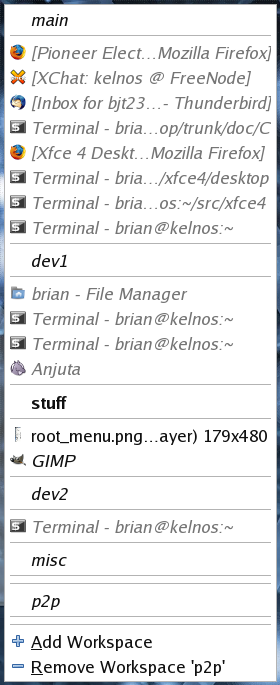 main
[Pioneer Elect...Mozilla Firefox]
[XChat: kelnos @ FreeNode]
[Inbox for bjt23...- Thunderbird]
Terminal - bria...op/trunk/doc/C
[Xfce 4 Deskt...Mozilla Firefox]
Terminal - bria.../xfce4/desktop
Terminal - bria...os:~/src/xfce4
Terminal - brian@kelnos:~
dev1
brian - File Manager
Terminal - brian@kelnos:~
Terminal - brian@kelnos:~
Anjuta
stuff
root_menu.png...ayer) 179x480
GIMP
dev2
Terminal - brian@kelnos:~
misc
p2p
Add Workspace
Remove Workspace 'p2p'